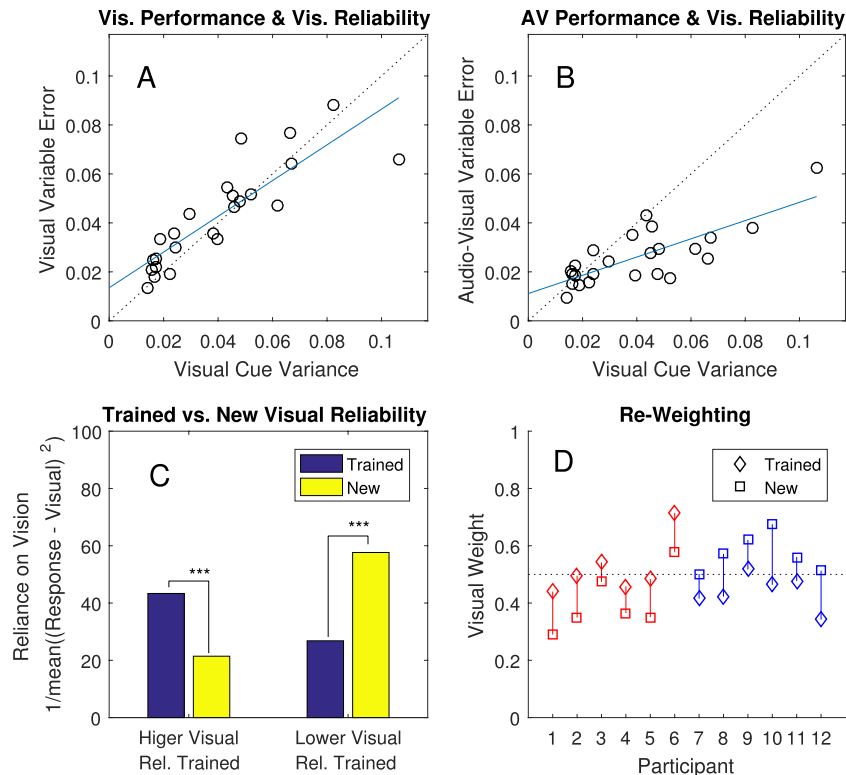 Vis. Performance & Vis. Reliability
A
Visual Variable Error
0.1
0.08
0.06
0.04
0.02
0
0
0.02
0.04
0.06
0.08
0.1
Visual Cue Variance
AV Performance & Vis. Reliability
B
Audio-Visual Variable Error
0.1
0.08
0.06
0.04
0.02
0
0
0.02
0.04
0.06
0.08
0.1
Visual Cue Variance
Trained vs. New Visual Reliability
C
Reliance on Vision
1/mean((Response - Visual) 2)
100
80
60
40
20
0
Trained
New
***
***
Higer Visual
Rel. Trained
Lower Visual
Rel. Trained
Re-Weighting
D
Visual Weight
1
0.8
0.6
0.4
0.2
0
Trained
New
1 2 3 4 5 6 7 8 9 10 11 12
Participant